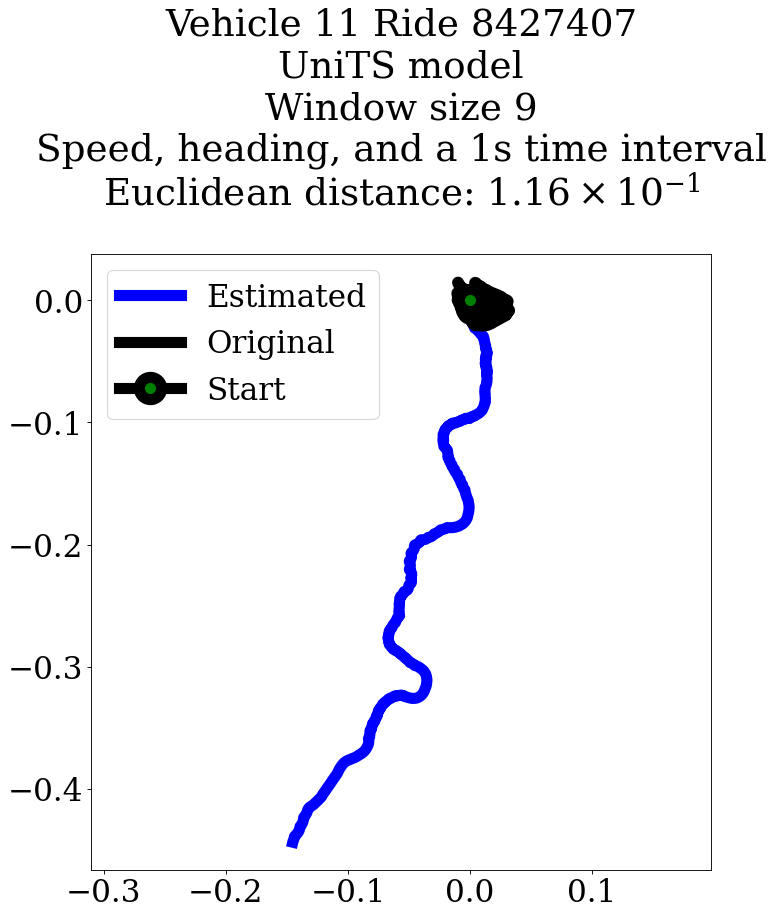 Vehicle 11 Ride 8427407
UniTS model
Window size 9
Speed, heading, and a 1s time interval
Euclidean distance: 1.16 × 10⁻¹
Estimated
Original
Start
0.0
−0.1
−0.2
−0.3
−0.4
−0.3 −0.2 −0.1 0.0 0.1